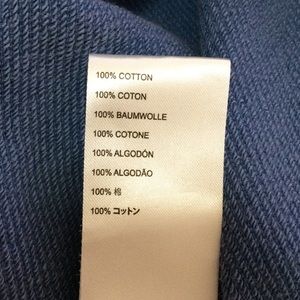 100% COTTON
100% COTON
100% BAUMWOLLE
100% COTONE
100% ALGODÓN
100% ALGODÃO
100% 棉
100% コットン